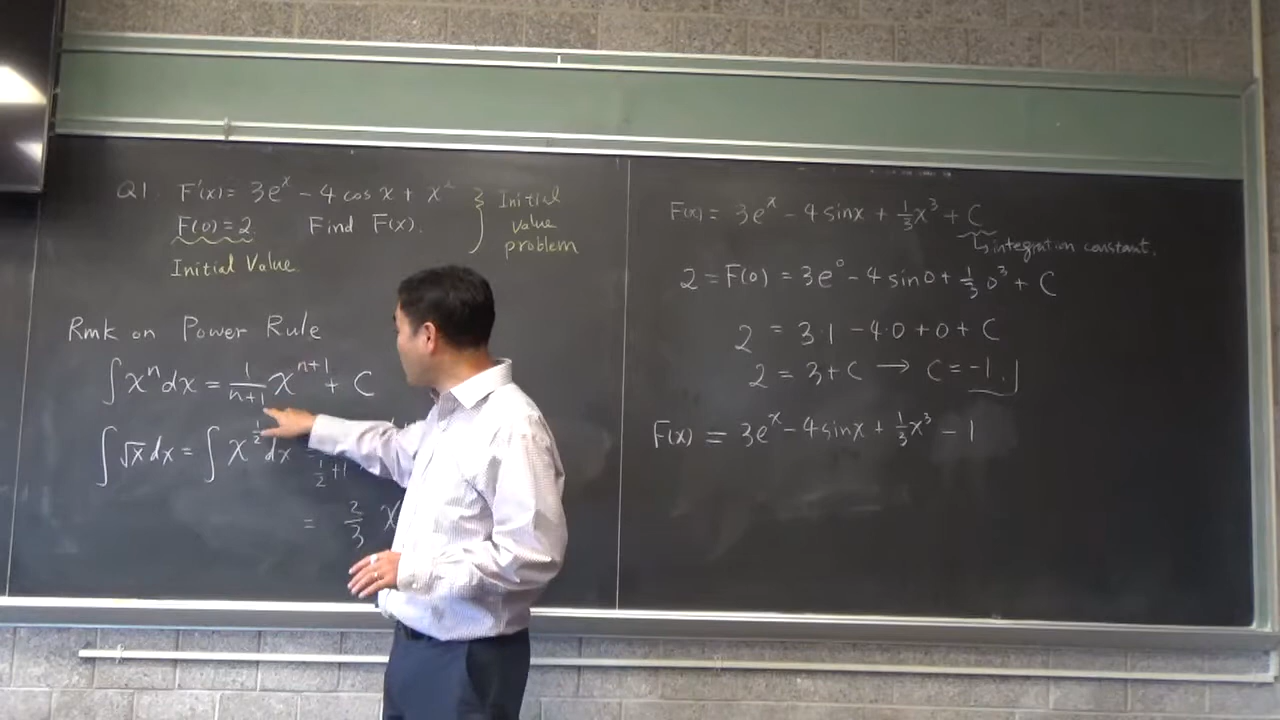 Q1. F'(x) = 3e^x - 4 cos x + x^2
F(0)=2. Find F(x).
Initial Value
} Initial
value
problem
Rmk on Power Rule
∫ x^n dx = 1/(n+1) x^(n+1) + C
∫ √x dx = ∫ x^(1/2) dx
1/2 +1
= 2/3 x
F(x) = 3e^x - 4 sin x + 1/3 x^3 + C
↳ integration constant.
2 = F(0) = 3e^0 - 4 sin 0 + 1/3 0^3 + C
2 = 3·1 - 4·0 + 0 + C
2 = 3 + C → C = -1.
F(x) = 3e^x - 4 sin x + 1/3 x^3 - 1